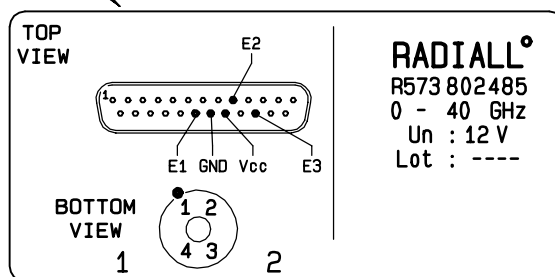 TOP
VIEW
E2
1
E1 GND Vcc E3
BOTTOM
VIEW
1 2
4 3
1 2
RADIALL°
R573 802485
0 - 40 GHz
Un : 12 V
Lot : ----